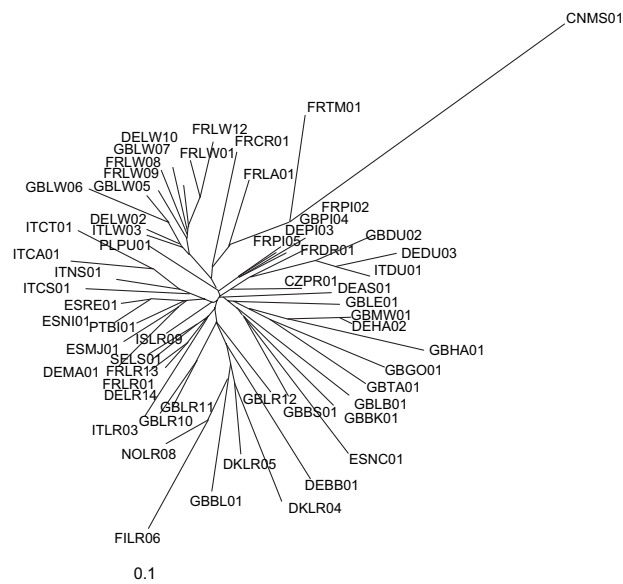 CNMS01
FRTM01
FRLW12
DELW10
FRCR01
GBLW07
FRLW01
FRLW08
FRLW09
FRLA01
GBLW06
GBLW05
FRPI02
GBPI04
DELW02
DEPI03
ITCT01
ITLW03
GBDU02
PLPU01
FRPI05
FRDR01
DEDU03
ITCA01
ITNS01
ITDU01
CZPR01
ITCS01
DEAS01
ESRE01
GBLE01
ESNI01
GBMW01
PTBI01
DEHA02
ISLR09
ESMJ01
GBHA01
SELS01
DEMA01
FRLR13
GBGO01
FRLR01
GBTA01
DELR14
GBLR12
GBLB01
GBLR11
GBBS01
GBBK01
GBLR10
ITLR03
NOLR08
ESNC01
DKLR05
DEBB01
GBBL01
DKLR04
FILR06
0.1